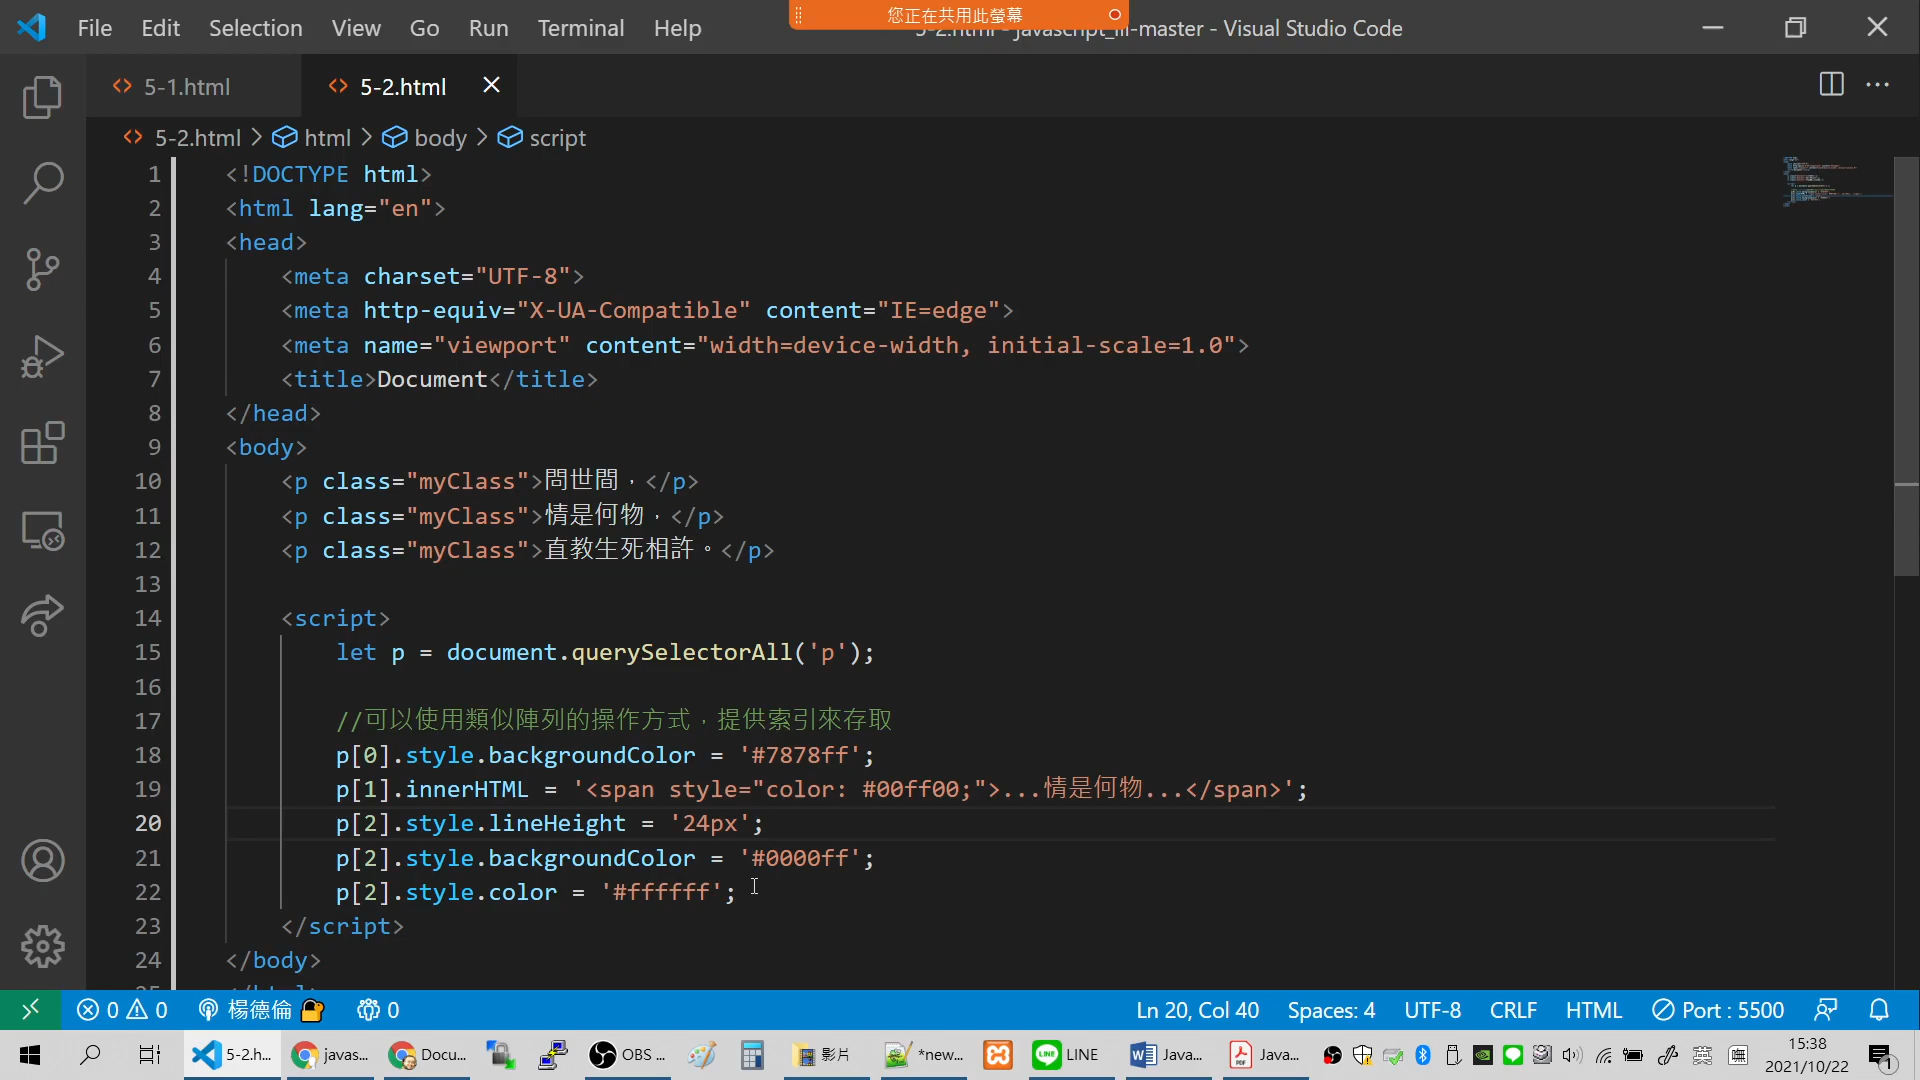 File Edit Selection View Go Run Terminal Help
您正在共用此螢幕
5-2.html - javascript_iii-master - Visual Studio Code
5-1.html
5-2.html
5-2.html > html > body > script
1 <!DOCTYPE html>
2 <html lang="en">
3 <head>
4 <meta charset="UTF-8">
5 <meta http-equiv="X-UA-Compatible" content="IE=edge">
6 <meta name="viewport" content="width=device-width, initial-scale=1.0">
7 <title>Document</title>
8 </head>
9 <body>
10 <p class="myClass">問世間，</p>
11 <p class="myClass">情是何物，</p>
12 <p class="myClass">直教生死相許。</p>
13
14 <script>
15 let p = document.querySelectorAll('p');
16
17 //可以使用類似陣列的操作方式，提供索引來存取
18 p[0].style.backgroundColor = '#7878ff';
19 p[1].innerHTML = '<span style="color: #00ff00;">...情是何物...</span>';
20 p[2].style.lineHeight = '24px';
21 p[2].style.backgroundColor = '#0000ff';
22 p[2].style.color = '#ffffff';
23 </script>
24 </body>
0 0 楊德倫 0 Ln 20, Col 40 Spaces: 4 UTF-8 CRLF HTML Port : 5500
5-2.h... javas... Docu... OBS ... 影片 *new... LINE Java... Java... 英 15:38
2021/10/22 1